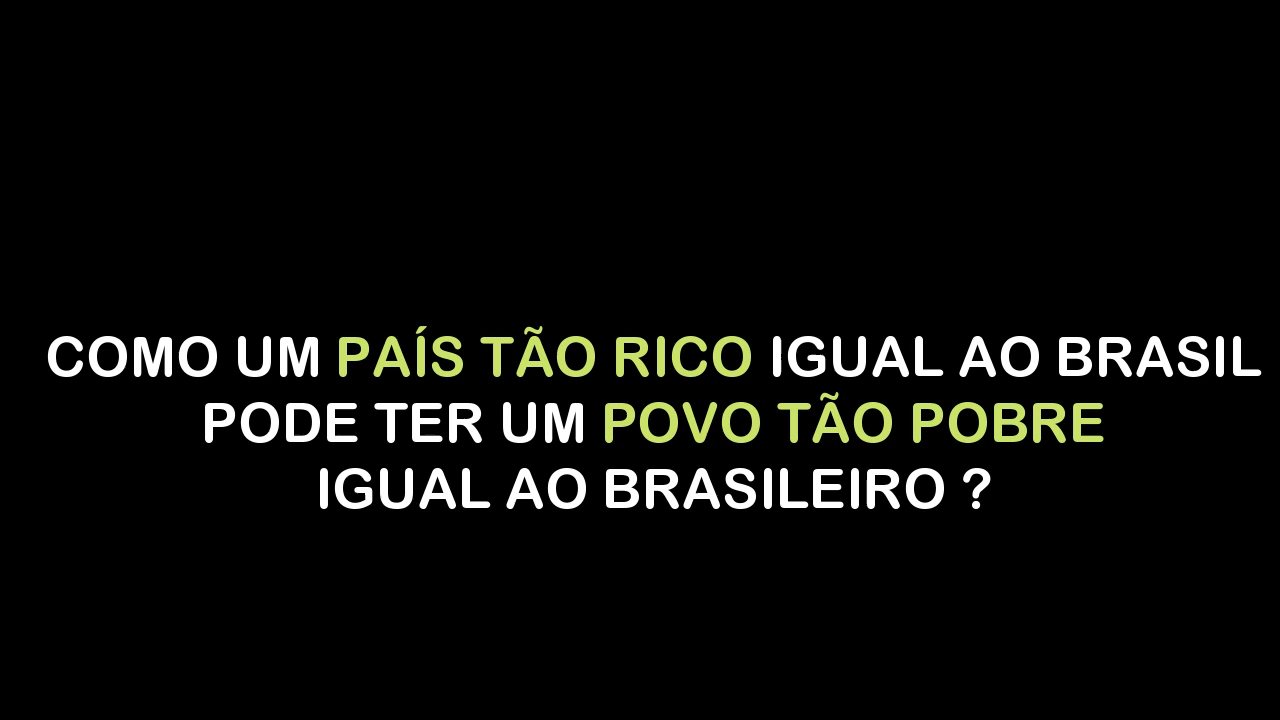 COMO UM PAÍS TÃO RICO IGUAL AO BRASIL
PODE TER UM POVO TÃO POBRE
IGUAL AO BRASILEIRO ?